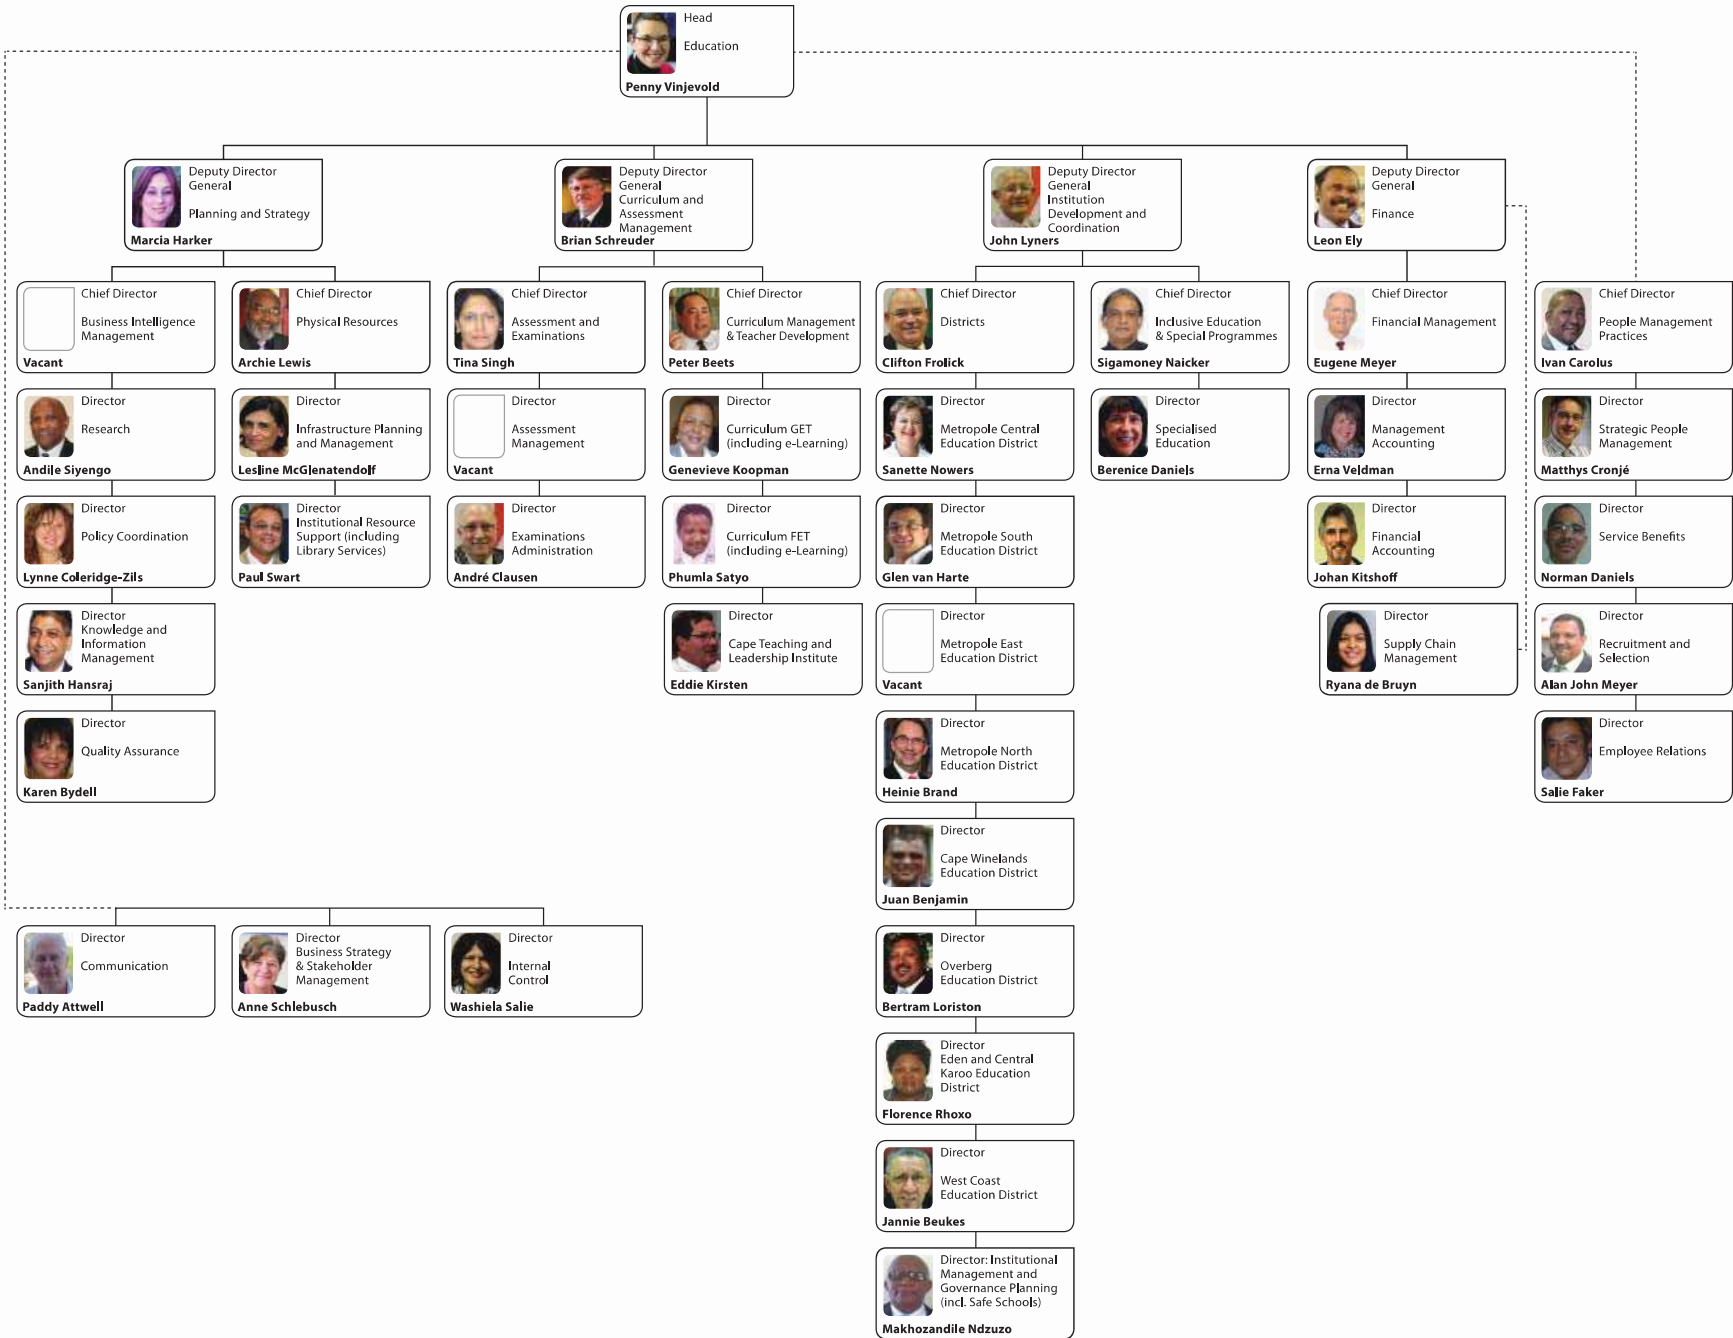 Head
Education
Penny Vinjevold
Deputy Director
General
Planning and Strategy
Marcia Harker
Deputy Director
General
Curriculum and
Assessment
Management
Brian Schreuder
Deputy Director
General
Institution
Development and
Coordination
John Lyners
Deputy Director
General
Finance
Leon Ely
Chief Director
Business Intelligence
Management
Vacant
Chief Director
Physical Resources
Archie Lewis
Chief Director
Assessment and
Examinations
Tina Singh
Chief Director
Curriculum Management
& Teacher Development
Peter Beets
Chief Director
Districts
Clifton Frolick
Chief Director
Inclusive Education
& Special Programmes
Sigamoney Naicker
Chief Director
Financial Management
Eugene Meyer
Chief Director
People Management
Practices
Ivan Carolus
Director
Research
Andile Siyengo
Director
Infrastructure Planning
and Management
Lesline McGlenatendolf
Director
Assessment
Management
Vacant
Director
Curriculum GET
(including e-Learning)
Genevieve Koopman
Director
Metropole Central
Education District
Sanette Nowers
Director
Specialised
Education
Berenice Daniels
Director
Management
Accounting
Erna Veldman
Director
Strategic People
Management
Matthys Cronjé
Director
Policy Coordination
Lynne Coleridge-Zils
Director
Institutional Resource
Support (including
Library Services)
Paul Swart
Director
Examinations
Administration
André Clausen
Director
Curriculum FET
(including e-Learning)
Phumla Satyo
Director
Metropole South
Education District
Glen van Harte
Director
Financial
Accounting
Johan Kitshoff
Director
Service Benefits
Norman Daniels
Director
Knowledge and
Information
Management
Sanjith Hansraj
Director
Cape Teaching and
Leadership Institute
Eddie Kirsten
Director
Metropole East
Education District
Vacant
Director
Supply Chain
Management
Ryana de Bruyn
Director
Recruitment and
Selection
Alan John Meyer
Director
Quality Assurance
Karen Bydell
Director
Metropole North
Education District
Heinie Brand
Director
Employee Relations
Salie Faker
Director
Cape Winelands
Education District
Juan Benjamin
Director
Communication
Paddy Attwell
Director
Business Strategy
& Stakeholder
Management
Anne Schlebusch
Director
Internal
Control
Washiela Salie
Director
Overberg
Education District
Bertram Loriston
Director
Eden and Central
Karoo Education
District
Florence Rhoxo
Director
West Coast
Education District
Jannie Beukes
Director: Institutional
Management and
Governance Planning
(incl. Safe Schools)
Makhozandile Ndzuzo